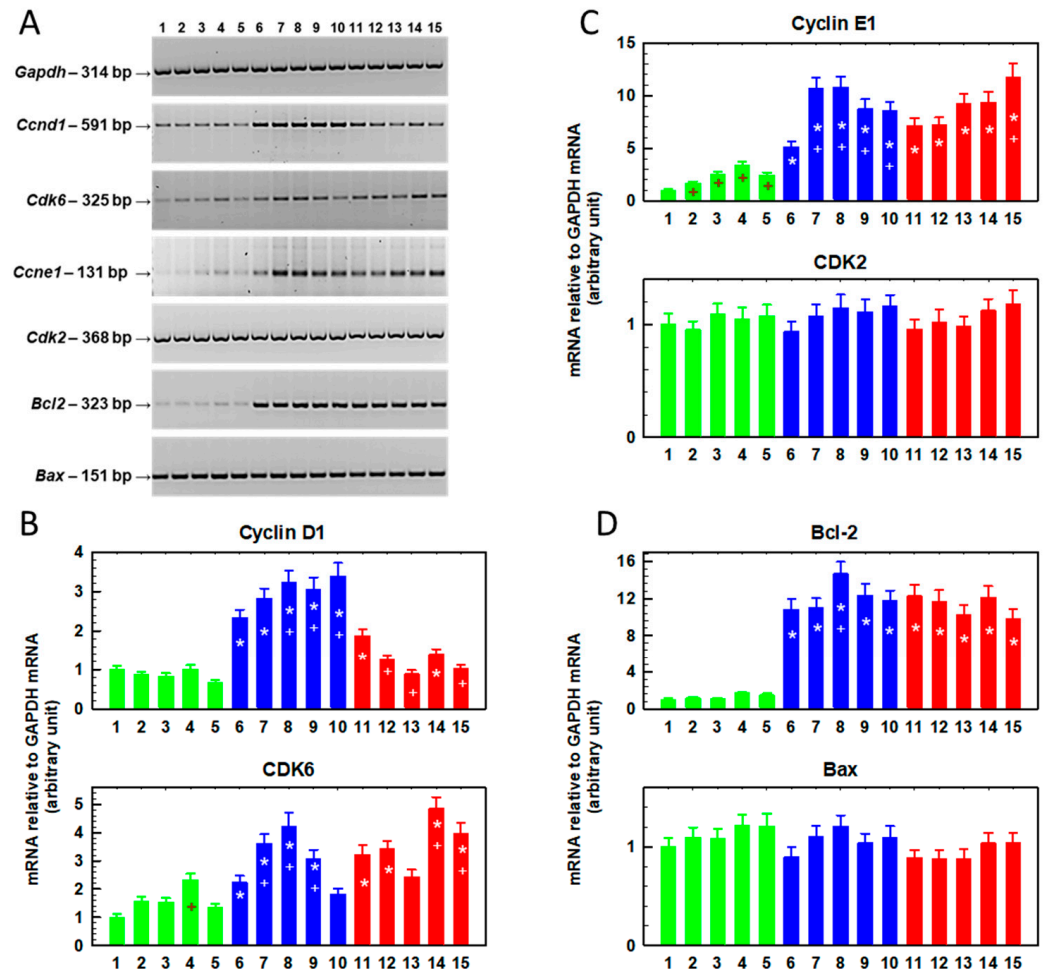 A
1 2 3 4 5 6 7 8 9 10 11 12 13 14 15
Gapdh – 314 bp →
Ccnd1 – 591 bp →
Cdk6 – 325 bp →
Ccne1 – 131 bp →
Cdk2 – 368 bp →
Bcl2 – 323 bp →
Bax – 151 bp →
B
Cyclin D1
mRNA relative to GAPDH mRNA
(arbitrary unit)
4
3
2
1
0
* * * * * * *
+ + + + + +
1 2 3 4 5 6 7 8 9 10 11 12 13 14 15
CDK6
5
4
3
2
1
0
* * * * * * * *
+ + + + + +
1 2 3 4 5 6 7 8 9 10 11 12 13 14 15
C
Cyclin E1
mRNA relative to GAPDH mRNA
(arbitrary unit)
15
10
5
0
* * * * * * * * * *
+ + + + + + + + +
1 2 3 4 5 6 7 8 9 10 11 12 13 14 15
CDK2
1
0
1 2 3 4 5 6 7 8 9 10 11 12 13 14 15
D
Bcl-2
mRNA relative to GAPDH mRNA
(arbitrary unit)
16
12
8
4
0
* * * * * * * * * *
+
1 2 3 4 5 6 7 8 9 10 11 12 13 14 15
Bax
1
0
1 2 3 4 5 6 7 8 9 10 11 12 13 14 15